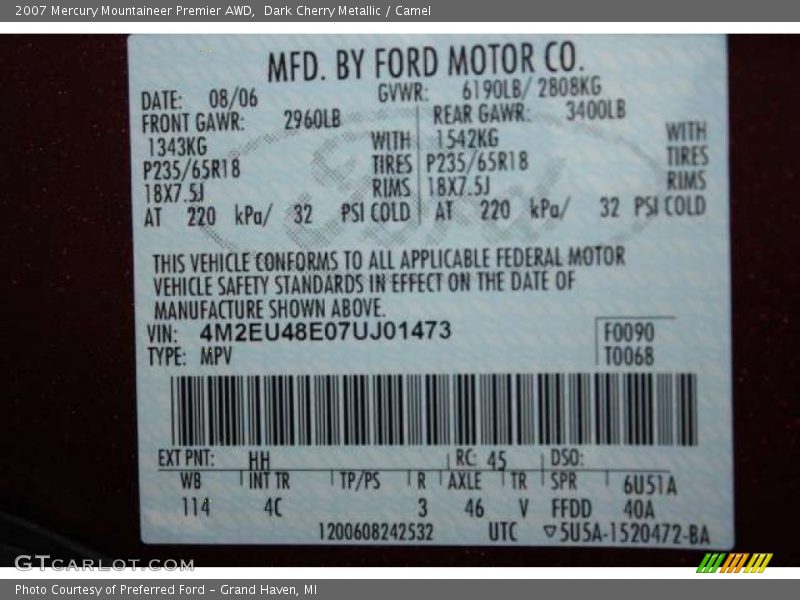 2007 Mercury Mountaineer Premier AWD, Dark Cherry Metallic / Camel
MFD. BY FORD MOTOR CO.
DATE: 08/06 GVWR: 6190LB/ 2808KG
FRONT GAWR: 2960LB REAR GAWR: 3400LB
1343KG WITH 1542KG WITH
P235/65R18 TIRES P235/65R18 TIRES
18X7.5J RIMS 18X7.5J RIMS
AT 220 kPa/ 32 PSI COLD AT 220 kPa/ 32 PSI COLD
THIS VEHICLE CONFORMS TO ALL APPLICABLE FEDERAL MOTOR
VEHICLE SAFETY STANDARDS IN EFFECT ON THE DATE OF
MANUFACTURE SHOWN ABOVE.
VIN: 4M2EU48E07UJ01473 F0090
TYPE: MPV T0068
EXT PNT: HH RC: 45 DSO:
WB INT TR TP/PS R AXLE TR SPR 6U51A
114 4C 3 46 V FFDD 40A
1200608242532 UTC ▽5U5A-1520472-BA
GTCARLOT.COM
Photo Courtesy of Preferred Ford - Grand Haven, MI